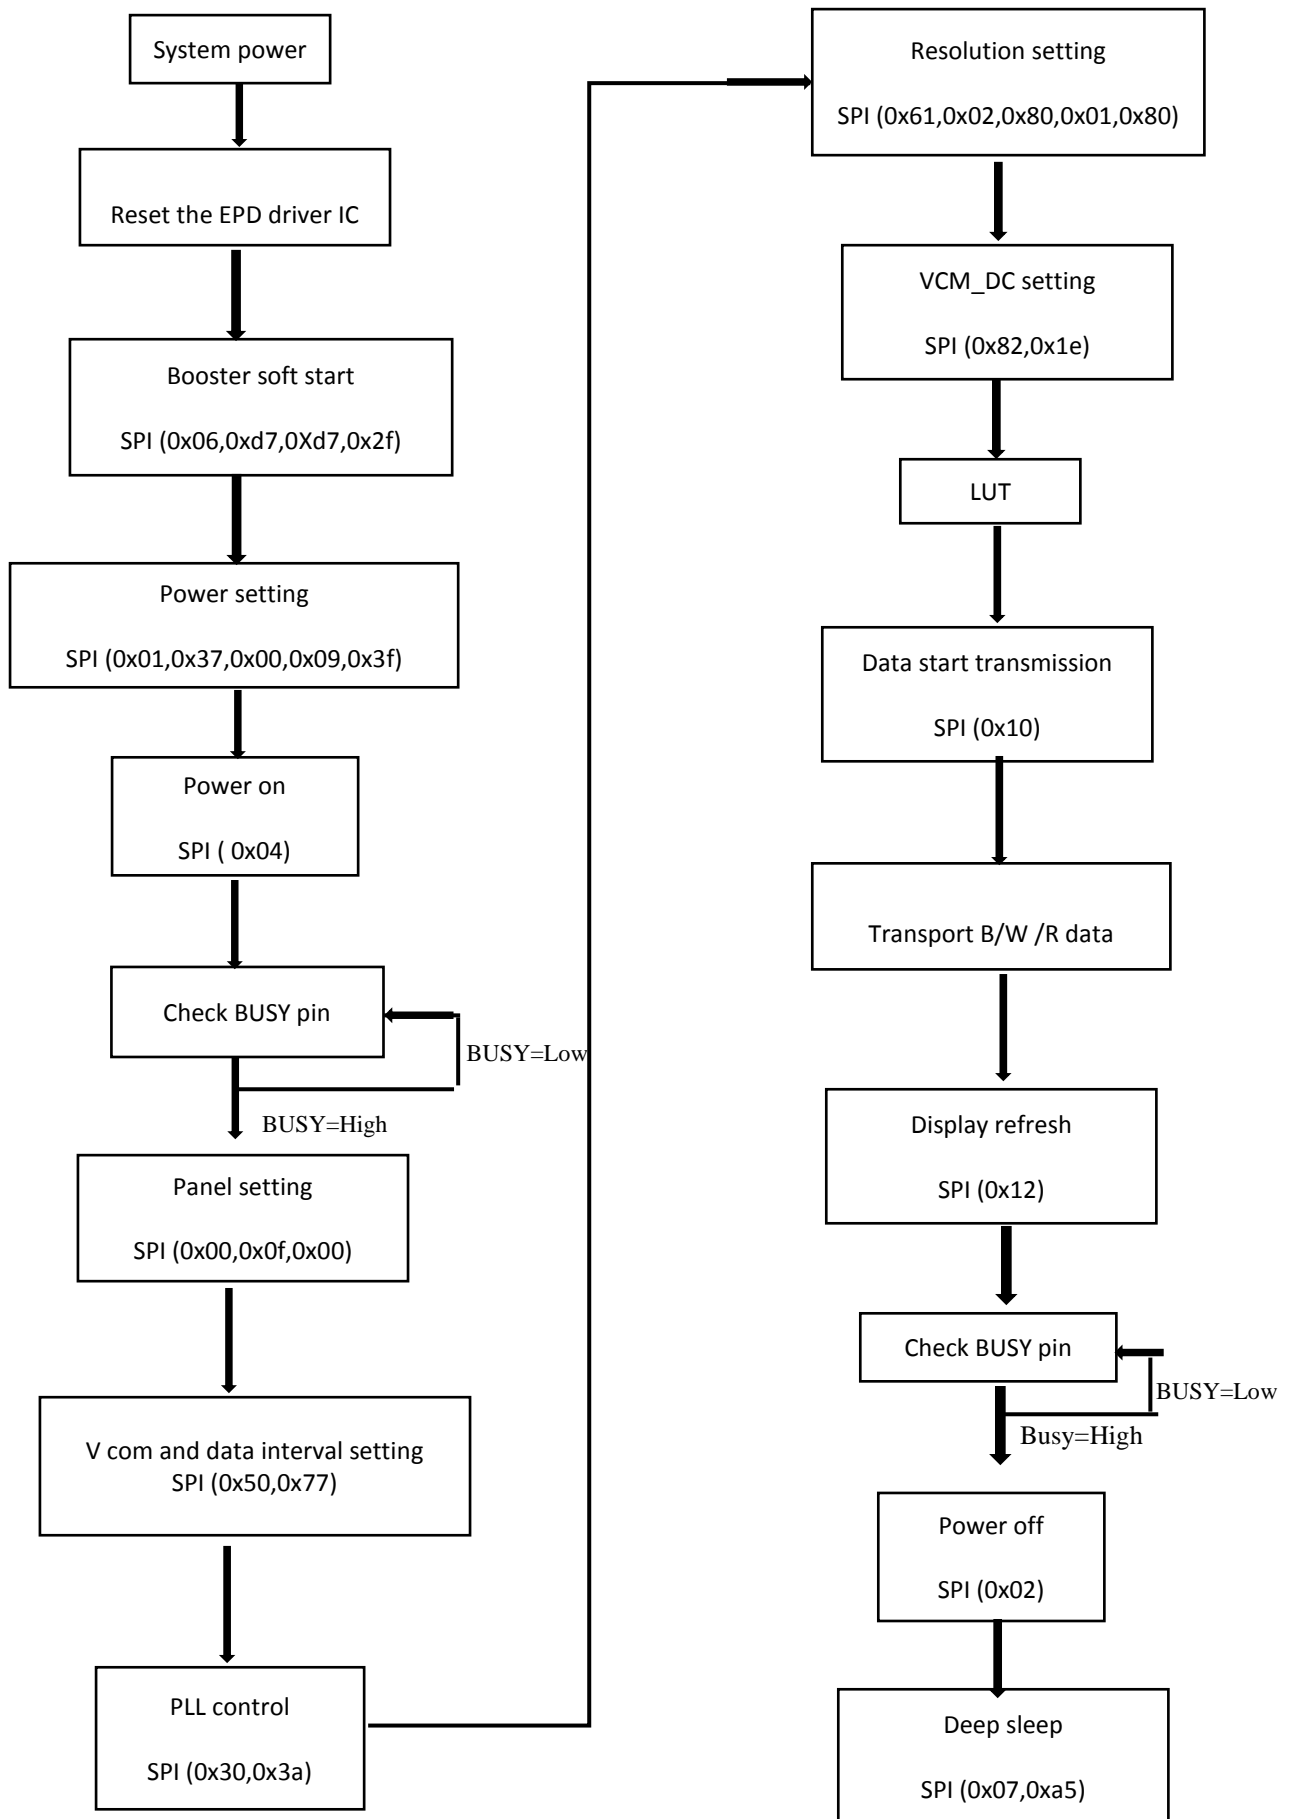 System power
Reset the EPD driver IC
Booster soft start
SPI (0x06,0xd7,0Xd7,0x2f)
Power setting
SPI (0x01,0x37,0x00,0x09,0x3f)
Power on
SPI ( 0x04)
Check BUSY pin
BUSY=Low
BUSY=High
Panel setting
SPI (0x00,0x0f,0x00)
V com and data interval setting
SPI (0x50,0x77)
PLL control
SPI (0x30,0x3a)
Resolution setting
SPI (0x61,0x02,0x80,0x01,0x80)
VCM_DC setting
SPI (0x82,0x1e)
LUT
Data start transmission
SPI (0x10)
Transport B/W /R data
Display refresh
SPI (0x12)
Check BUSY pin
BUSY=Low
Busy=High
Power off
SPI (0x02)
Deep sleep
SPI (0x07,0xa5)